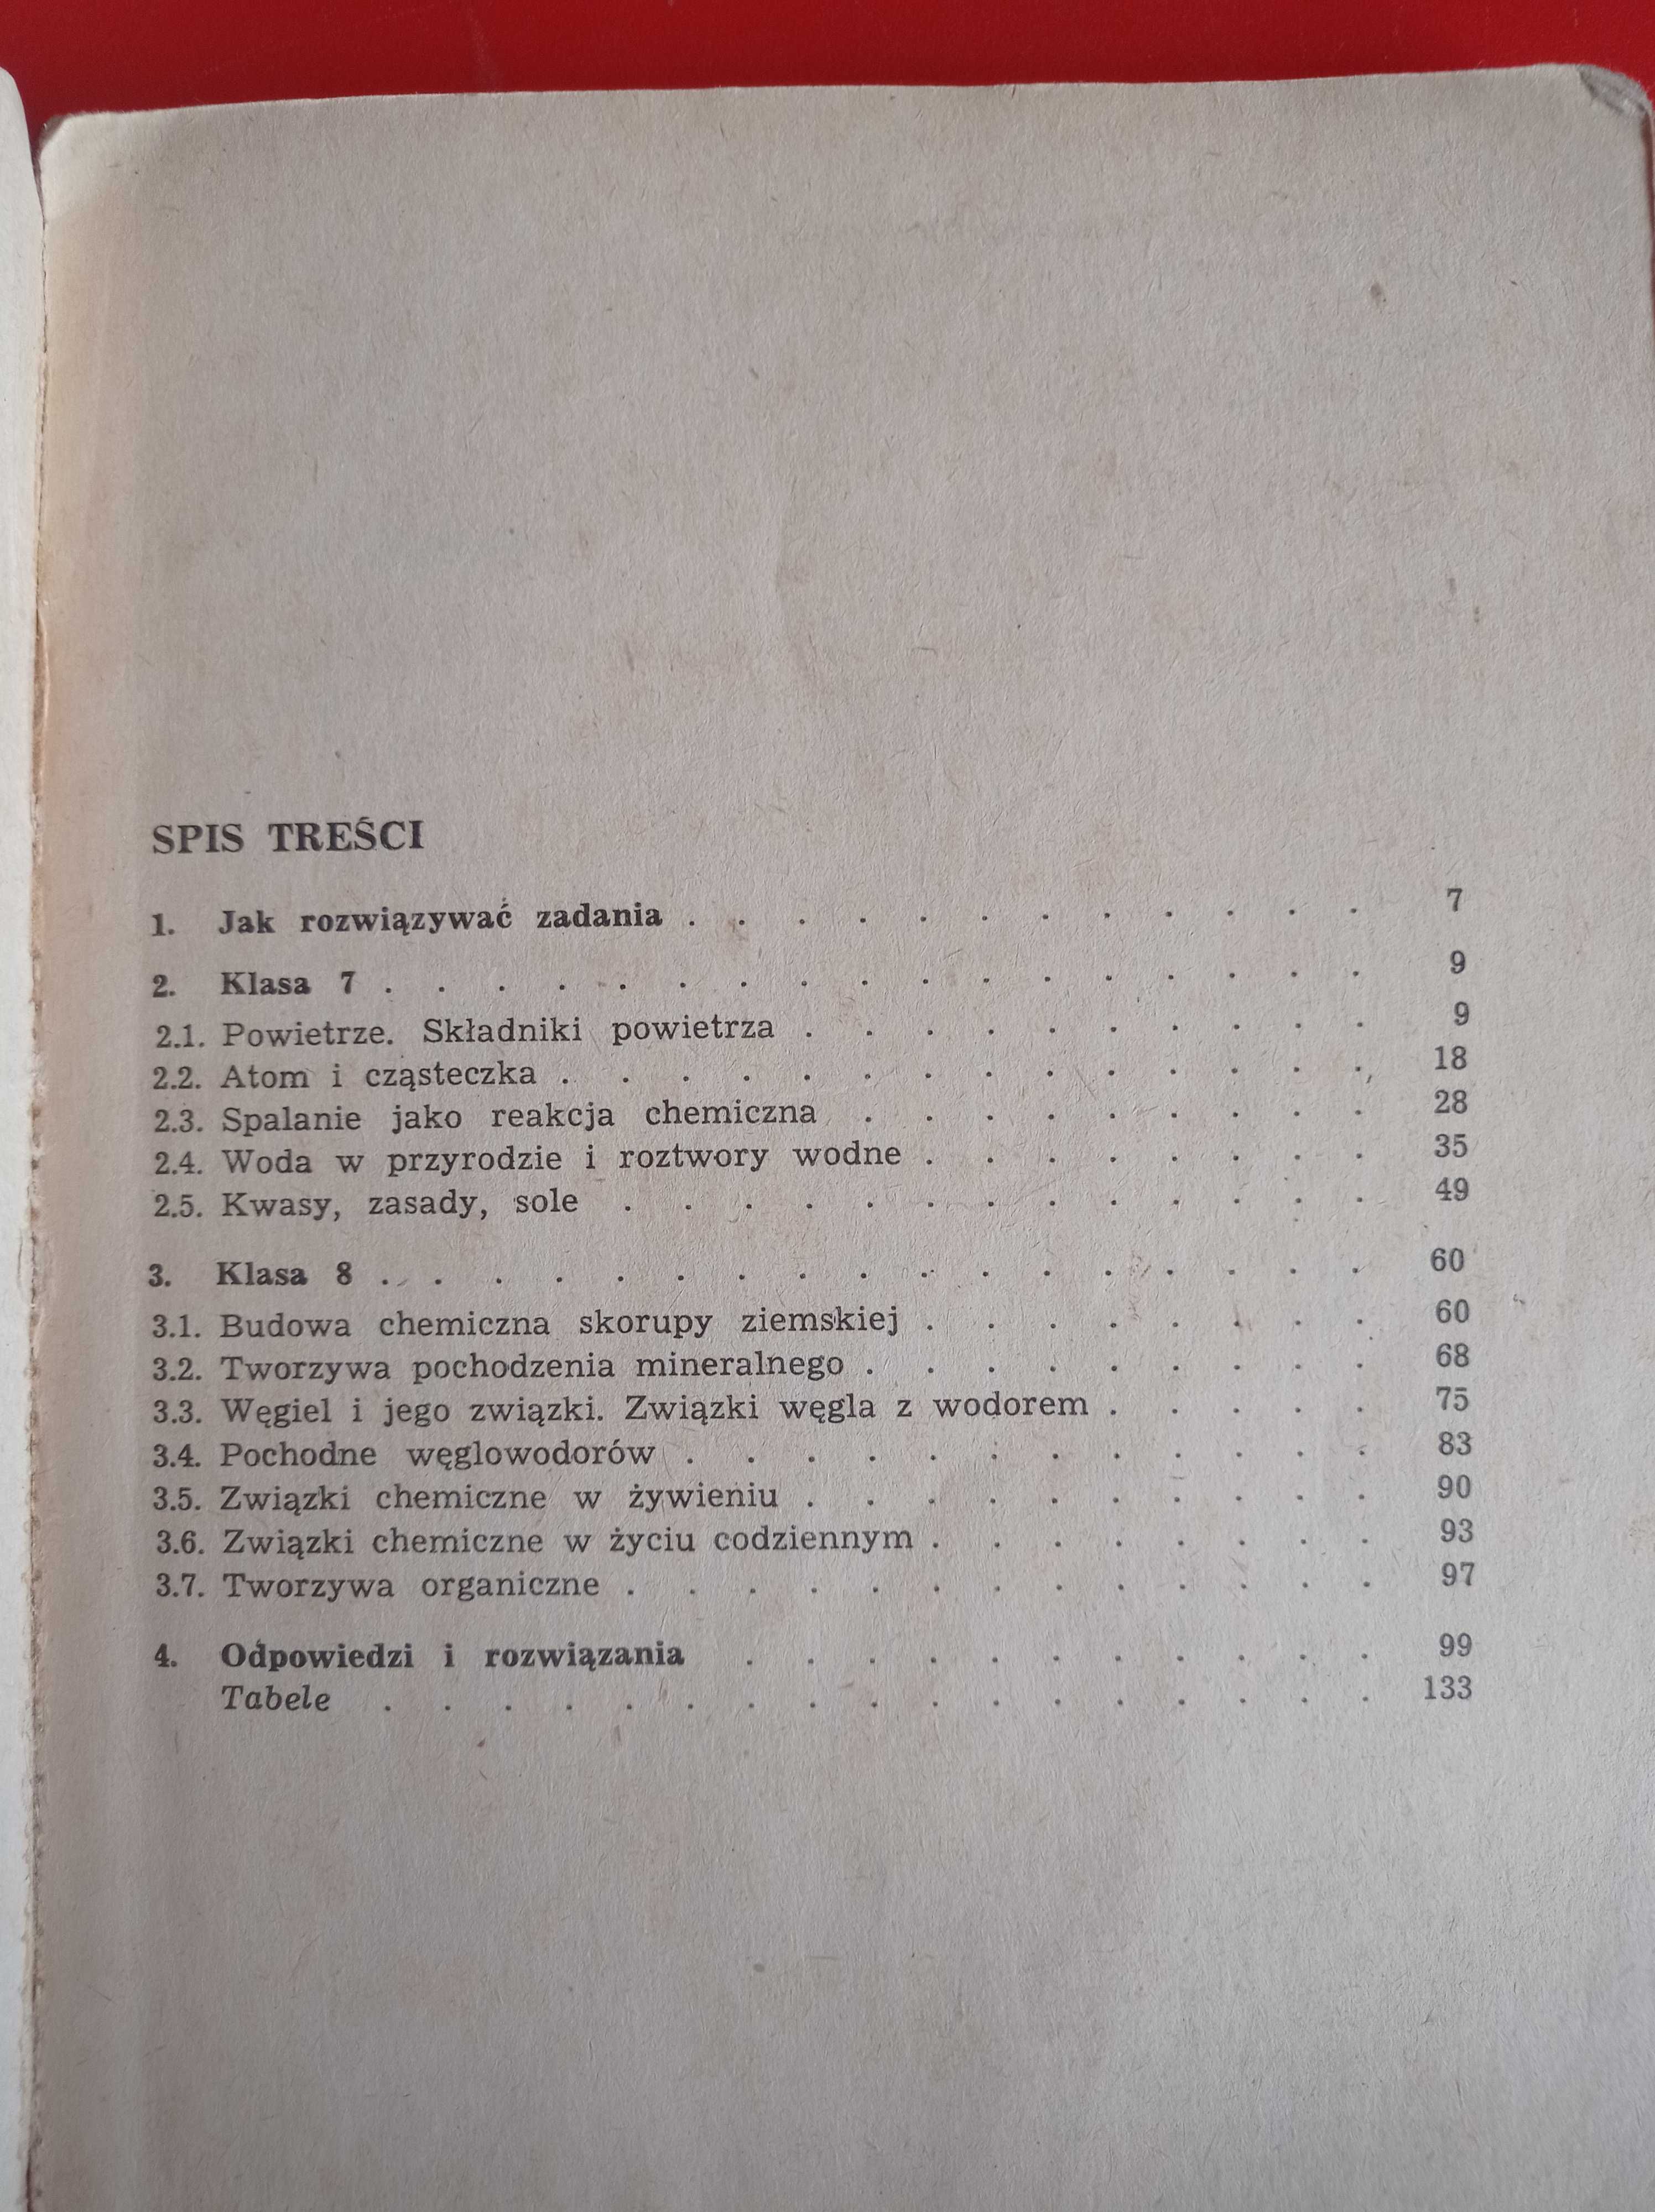 SPIS TREŚCI
1. Jak rozwiązywać zadania . . . . . . . . . . . . 7
2. Klasa 7 . . . . . . . . . . . . . . . . . 9
2.1. Powietrze. Składniki powietrza . . . . . . . . . . 9
2.2. Atom i cząsteczka . . . . . . . . . . . . . . 18
2.3. Spalanie jako reakcja chemiczna . . . . . . . . . 28
2.4. Woda w przyrodzie i roztwory wodne . . . . . . . . 35
2.5. Kwasy, zasady, sole . . . . . . . . . . . . . 49
3. Klasa 8 . . . . . . . . . . . . . . . . . 60
3.1. Budowa chemiczna skorupy ziemskiej . . . . . . . . 60
3.2. Tworzywa pochodzenia mineralnego . . . . . . . . . 68
3.3. Węgiel i jego związki. Związki węgla z wodorem . . . . . 75
3.4. Pochodne węglowodorów . . . . . . . . . . . . 83
3.5. Związki chemiczne w żywieniu . . . . . . . . . . 90
3.6. Związki chemiczne w życiu codziennym . . . . . . . . 93
3.7. Tworzywa organiczne . . . . . . . . . . . . . 97
4. Odpowiedzi i rozwiązania . . . . . . . . . . . 99
Tabele . . . . . . . . . . . . . . . . . 133